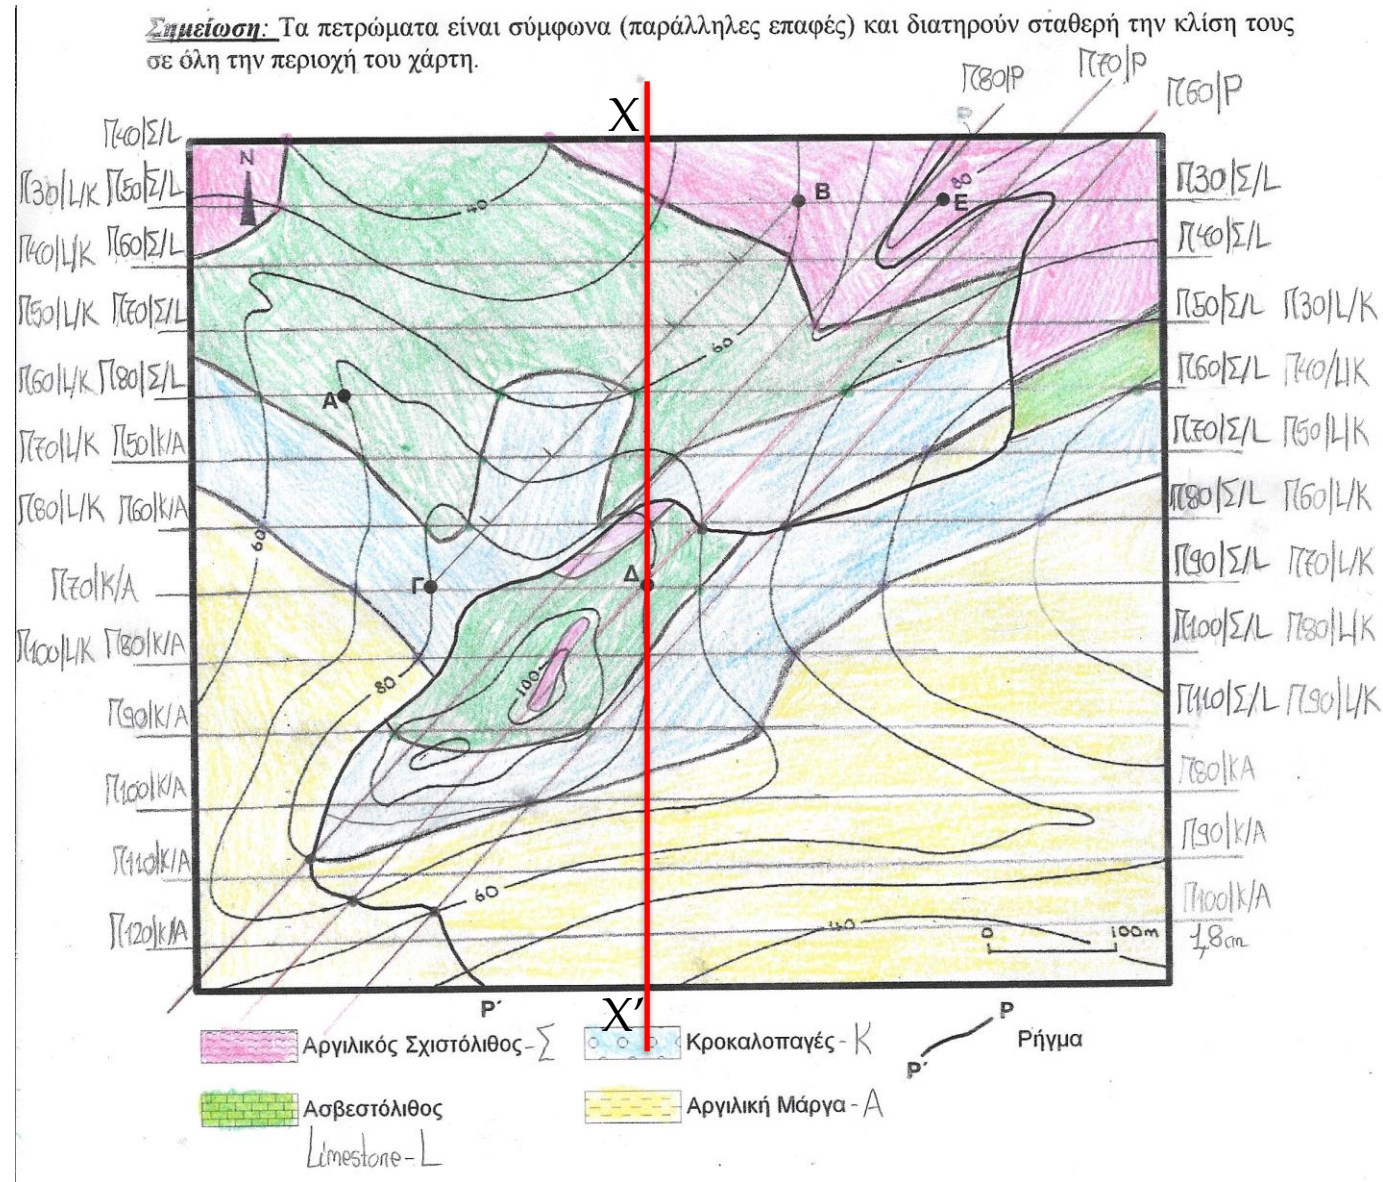 Σημείωση: Τα πετρώματα είναι σύμφωνα (παράλληλες επαφές) και διατηρούν σταθερή την κλίση τους
σε όλη την περιοχή του χάρτη.
Π80|Ρ
Π70|Ρ
Π60|Ρ
X
P
Π40|Σ/L
N
Π30|L/K Π50|Σ/L
40
B
80
E
Π30|Σ/L
Π40|L/K Π60|Σ/L
Π40|Σ/L
Π50|L/K Π70|Σ/L
60
Π50|Σ/L Π30|L/K
Π60|L/K Π80|Σ/L
A
Π60|Σ/L Π40|L|K
Π70|L/K Π50|K/A
Π70|Σ/L Π50|L|K
Π80|L/K Π60|K/A
60
Π80|Σ/L Π60|L/K
Π70|K/A
Γ
Δ
Π90|Σ/L Π70|L/K
Π100|L/K Π80|K/A
80
100
Π100|Σ/L Π80|L|K
Π90|K/A
Π110|Σ/L Π90|L/K
Π100|K/A
Π80|KA
Π110|K/A
Π90|K/A
60
Π100|K/A
Π120|K/A
40
0
100m
1,8cm
P´
X'
P
Αργιλικός Σχιστόλιθος - Σ
Κροκαλοπαγές - K
Ρήγμα
P´
Ασβεστόλιθος
Αργιλική Μάργα - A
Limestone - L